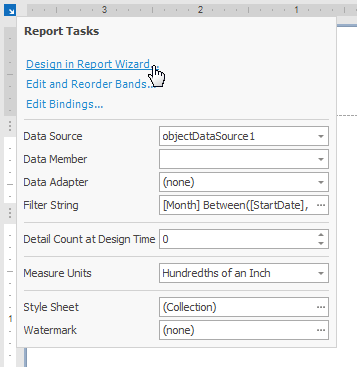 3 2 1
Report Tasks
Design in Report Wizard...
Edit and Reorder Bands...
Edit Bindings...
Data Source objectDataSource1
Data Member
Data Adapter (none)
Filter String [Month] Between([StartDate], ...
Detail Count at Design Time 0
Measure Units Hundredths of an Inch
Style Sheet (Collection) ...
Watermark (none) ...
1